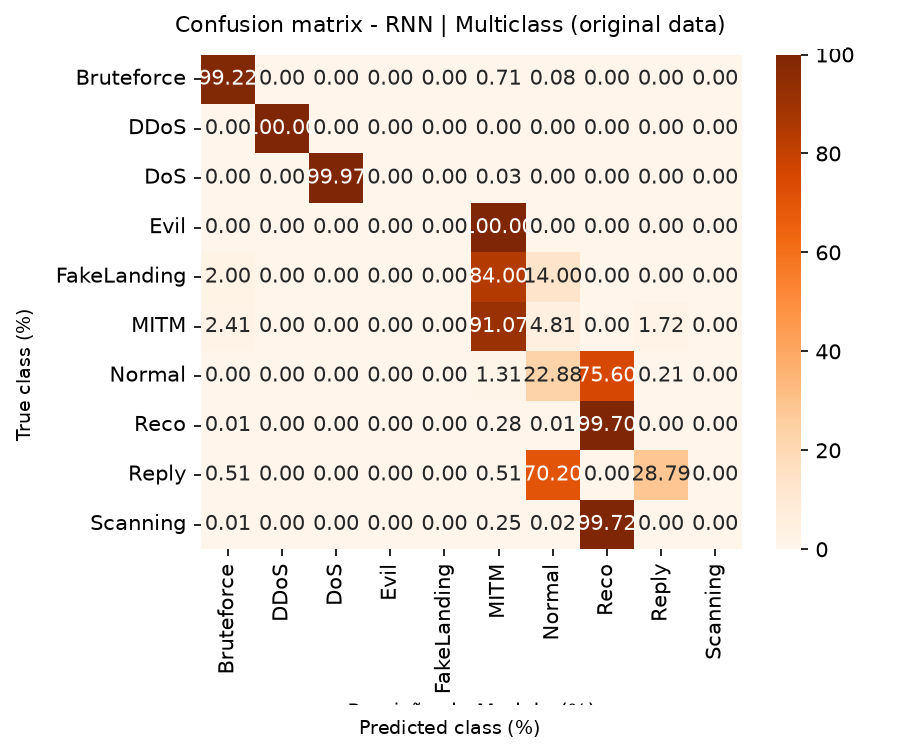 Confusion matrix - RNN | Multiclass (original data)
True class (%)
Bruteforce 99.22 0.00 0.00 0.00 0.00 0.71 0.08 0.00 0.00 0.00
DDoS 0.00 100.00 0.00 0.00 0.00 0.00 0.00 0.00 0.00 0.00
DoS 0.00 0.00 99.97 0.00 0.00 0.03 0.00 0.00 0.00 0.00
Evil 0.00 0.00 0.00 0.00 0.00 100.00 0.00 0.00 0.00 0.00
FakeLanding 2.00 0.00 0.00 0.00 0.00 84.00 14.00 0.00 0.00 0.00
MITM 2.41 0.00 0.00 0.00 0.00 91.07 4.81 0.00 1.72 0.00
Normal 0.00 0.00 0.00 0.00 0.00 1.31 22.88 75.60 0.21 0.00
Reco 0.01 0.00 0.00 0.00 0.00 0.28 0.01 99.70 0.00 0.00
Reply 0.51 0.00 0.00 0.00 0.00 0.51 70.20 0.00 28.79 0.00
Scanning 0.01 0.00 0.00 0.00 0.00 0.25 0.02 99.72 0.00 0.00
Bruteforce DDoS DoS Evil FakeLanding MITM Normal Reco Reply Scanning
Predicted class (%)
100
80
60
40
20
0